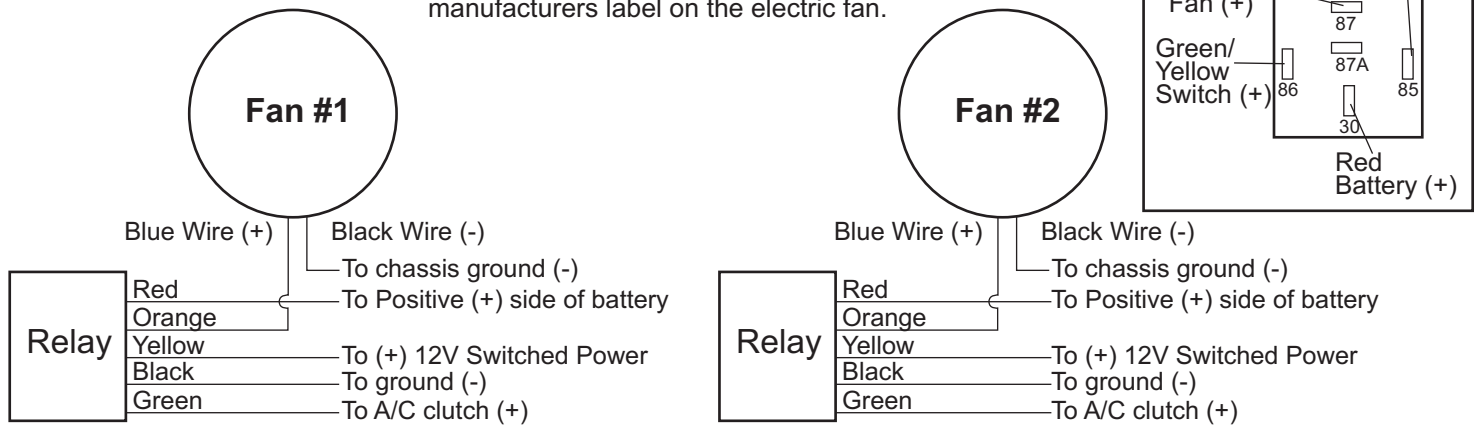 manufacturers label on the electric fan.
Fan #1
Blue Wire (+)
Black Wire (-)
To chassis ground (-)
Relay
Red
To Positive (+) side of battery
Orange
Yellow
To (+) 12V Switched Power
Black
To ground (-)
Green
To A/C clutch (+)
Fan #2
Blue Wire (+)
Black Wire (-)
To chassis ground (-)
Relay
Red
To Positive (+) side of battery
Orange
Yellow
To (+) 12V Switched Power
Black
To ground (-)
Green
To A/C clutch (+)
Fan (+)
87
Green/
Yellow
Switch (+)
87A
86
85
30
Red
Battery (+)